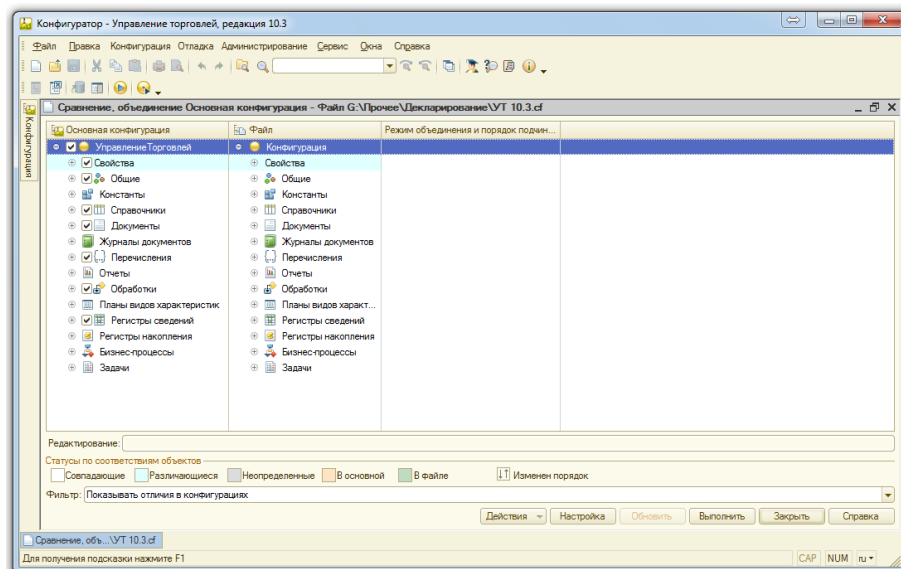 Конфигуратор - Управление торговлей, редакция 10.3
Файл Правка Конфигурация Отладка Администрирование Сервис Окна Справка
Конфигурация
Сравнение, объединение Основная конфигурация - Файл G:\Прочее\Декларирование\УТ 10.3.cf
Основная конфигурация Файл Режим объединения и порядок подчин...
УправлениеТорговлей Конфигурация
Свойства Свойства
Общие Общие
Константы Константы
Справочники Справочники
Документы Документы
Журналы документов Журналы документов
Перечисления Перечисления
Отчеты Отчеты
Обработки Обработки
Планы видов характеристик Планы видов характ...
Регистры сведений Регистры сведений
Регистры накопления Регистры накопления
Бизнес-процессы Бизнес-процессы
Задачи Задачи
Редактирование:
Статусы по соответствиям объектов
Совпадающие Различающиеся Неопределенные В основной В файле Изменен порядок
Фильтр: Показывать отличия в конфигурациях
Действия Настройка Обновить Выполнить Закрыть Справка
Сравнение, объ...\УТ 10.3.cf
Для получения подсказки нажмите F1 CAP NUM ru